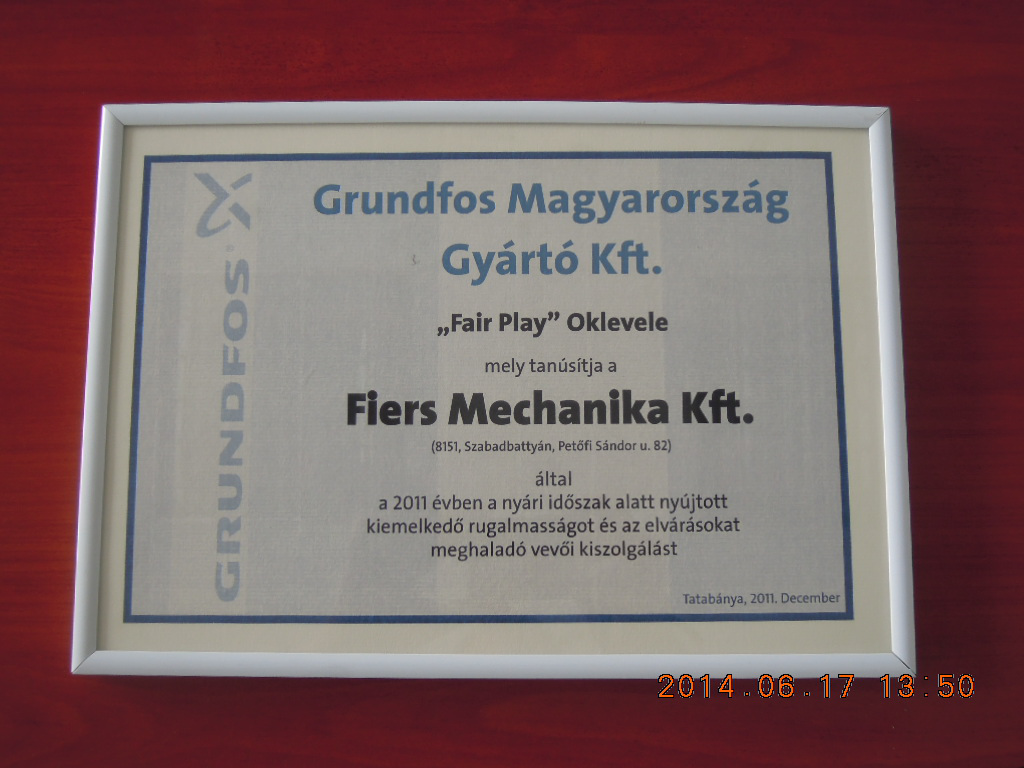 GRUNDFOS
Grundfos Magyarország
Gyártó Kft.
„Fair Play” Oklevele
mely tanúsítja a
Fiers Mechanika Kft.
(8151, Szabadbattyán, Petőfi Sándor u. 82)
által
a 2011 évben a nyári időszak alatt nyújtott
kiemelkedő rugalmasságot és az elvárásokat
meghaladó vevői kiszolgálást
Tatabánya, 2011. December
2014.06.17 13:50